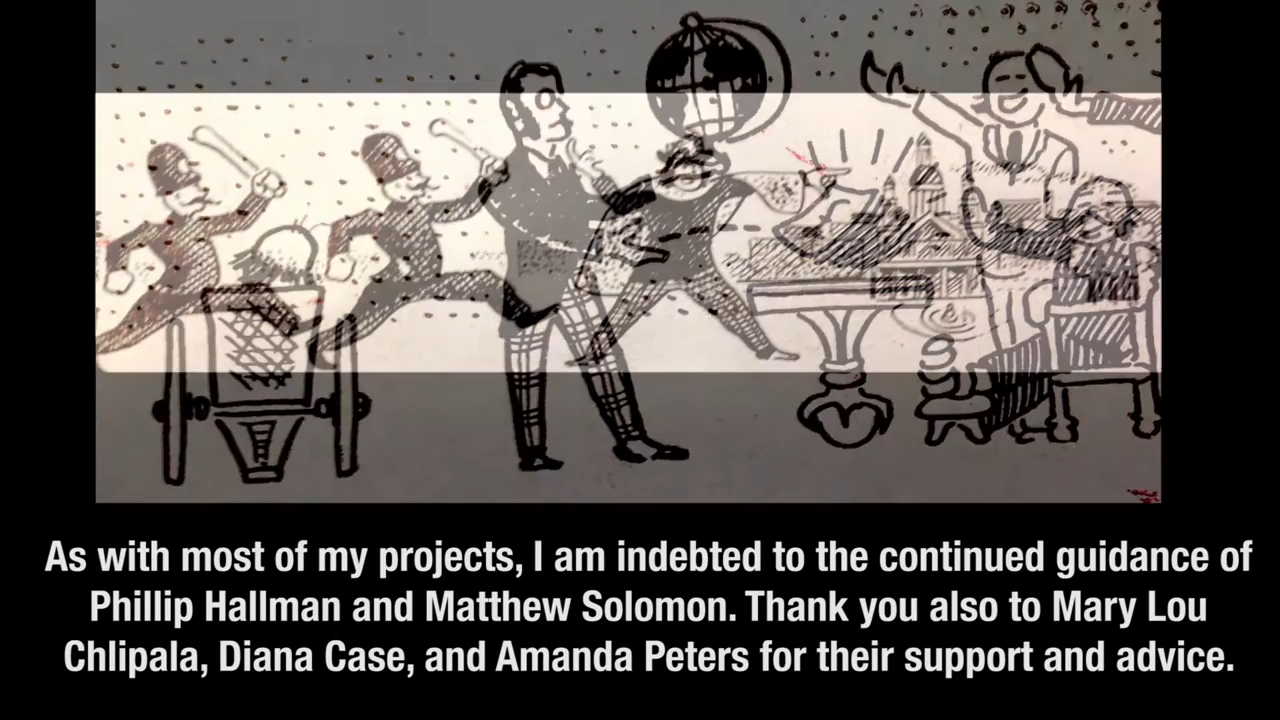 As with most of my projects, I am indebted to the continued guidance of
Phillip Hallman and Matthew Solomon. Thank you also to Mary Lou
Chlipala, Diana Case, and Amanda Peters for their support and advice.